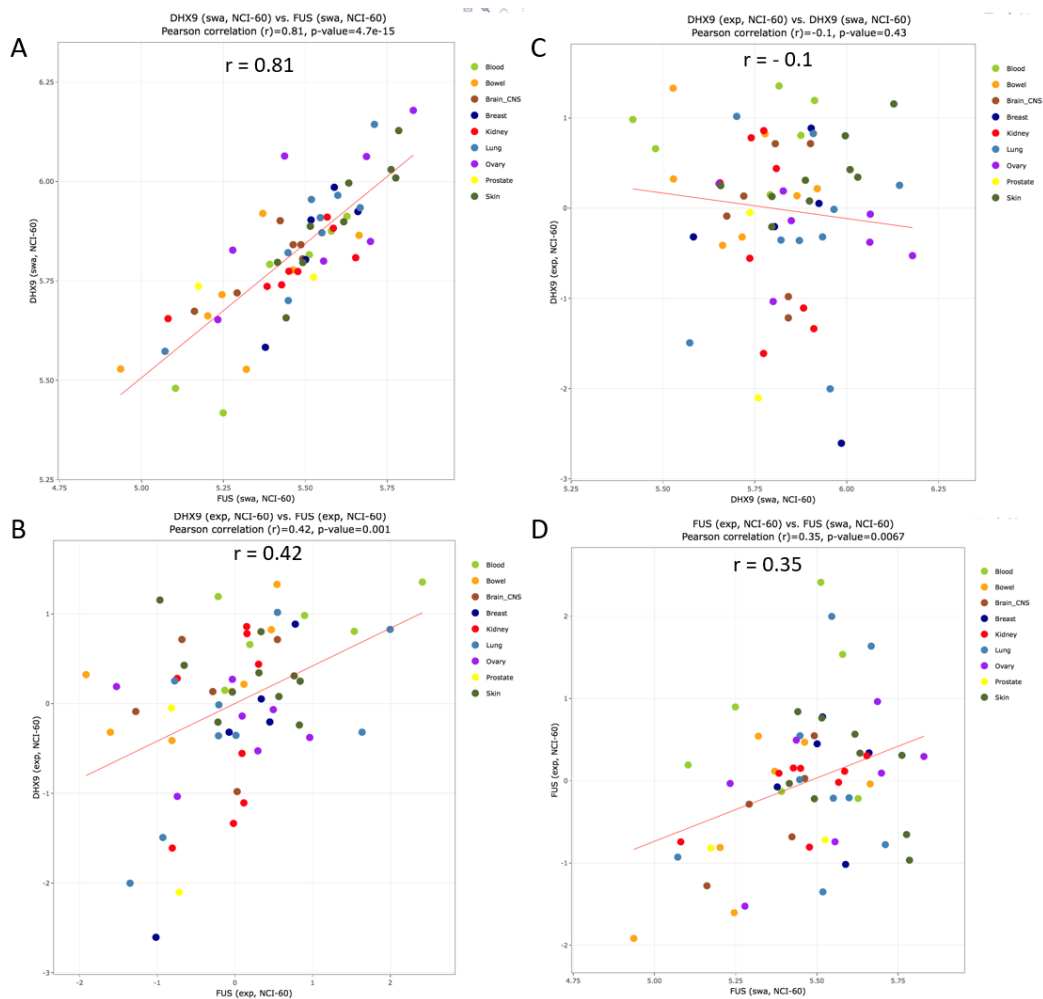 A
DHX9 (swa, NCI-60) vs. FUS (swa, NCI-60)
Pearson correlation (r)=0.81, p-value=4.7e-15
r = 0.81
6.25
6.00
5.75
5.50
5.25
DHX9 (swa, NCI-60)
4.75
5.00
5.25
5.50
5.75
FUS (swa, NCI-60)
Blood
Bowel
Brain_CNS
Breast
Kidney
Lung
Ovary
Prostate
Skin
C
DHX9 (exp, NCI-60) vs. DHX9 (swa, NCI-60)
Pearson correlation (r)=-0.1, p-value=0.43
r = - 0.1
1
0
-1
-2
-3
DHX9 (exp, NCI-60)
5.25
5.50
5.75
6.00
6.25
DHX9 (swa, NCI-60)
Blood
Bowel
Brain_CNS
Breast
Kidney
Lung
Ovary
Prostate
Skin
B
DHX9 (exp, NCI-60) vs. FUS (exp, NCI-60)
Pearson correlation (r)=0.42, p-value=0.001
r = 0.42
1
0
-1
-2
-3
DHX9 (exp, NCI-60)
-2
-1
0
1
2
FUS (exp, NCI-60)
Blood
Bowel
Brain_CNS
Breast
Kidney
Lung
Ovary
Prostate
Skin
D
FUS (exp, NCI-60) vs. FUS (swa, NCI-60)
Pearson correlation (r)=0.35, p-value=0.0067
r = 0.35
2
1
0
-1
-2
FUS (exp, NCI-60)
4.75
5.00
5.25
5.50
5.75
FUS (swa, NCI-60)
Blood
Bowel
Brain_CNS
Breast
Kidney
Lung
Ovary
Prostate
Skin